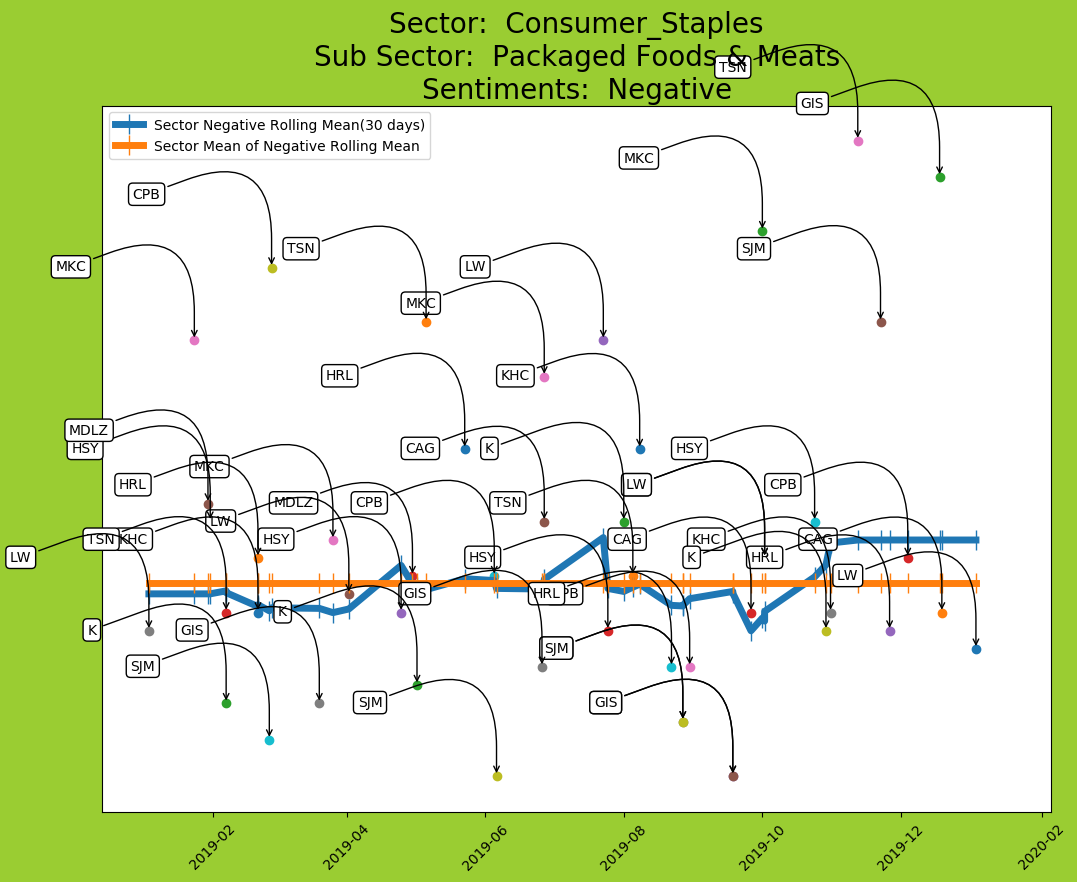 Sector:  Consumer_Staples
Sub Sector:  Packaged Foods & Meats
Sentiments:  Negative
TSN
GIS
Sector Negative Rolling Mean(30 days)
Sector Mean of Negative Rolling Mean
MKC
CPB
TSN
SJM
MKC
LW
MKC
HRL
KHC
MDLZ
HSY
CAG
K
HSY
MKC
HRL
LW
CPB
MDLZ
CPB
TSN
LW
TSN
KHC
HSY
CAG
KHC
CAG
LW
HSY
K
HRL
LW
GIS
HRL
CPB
K
K
GIS
SJM
SJM
SJM
GIS
2019-02
2019-04
2019-06
2019-08
2019-10
2019-12
2020-02